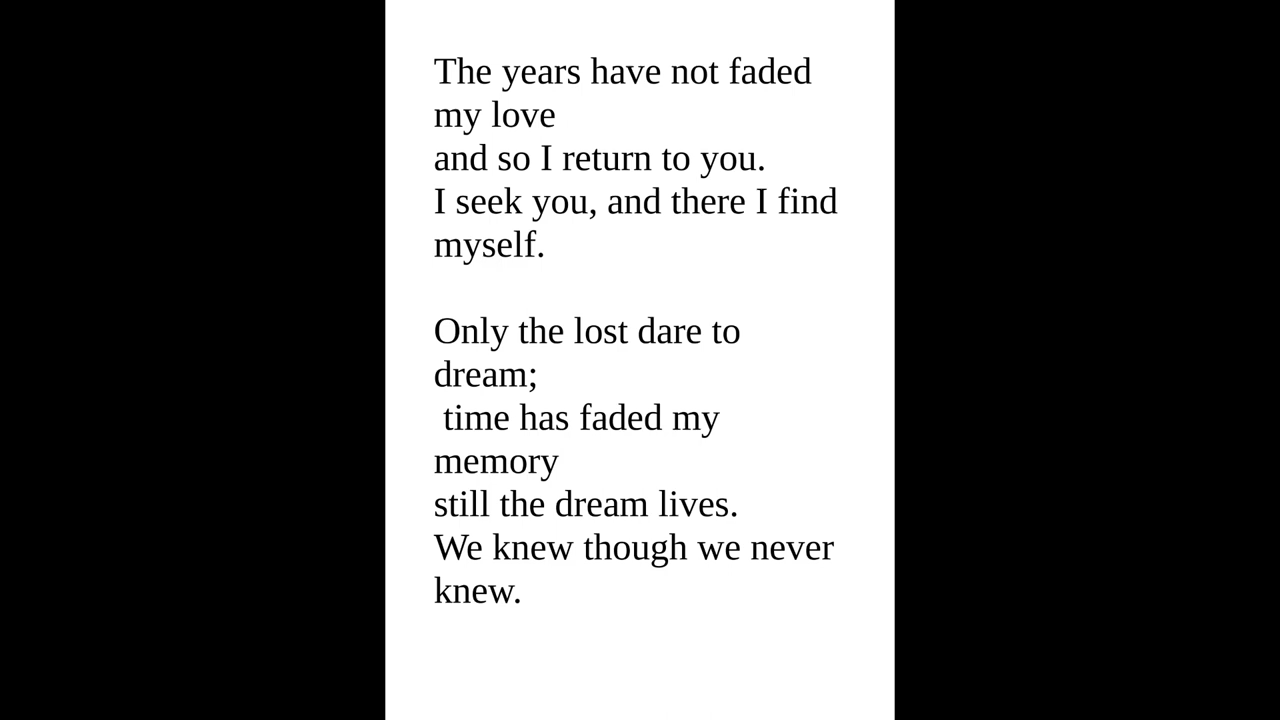 The years have not faded
my love
and so I return to you.
I seek you, and there I find
myself.

Only the lost dare to
dream;
 time has faded my
memory
still the dream lives.
We knew though we never
knew.